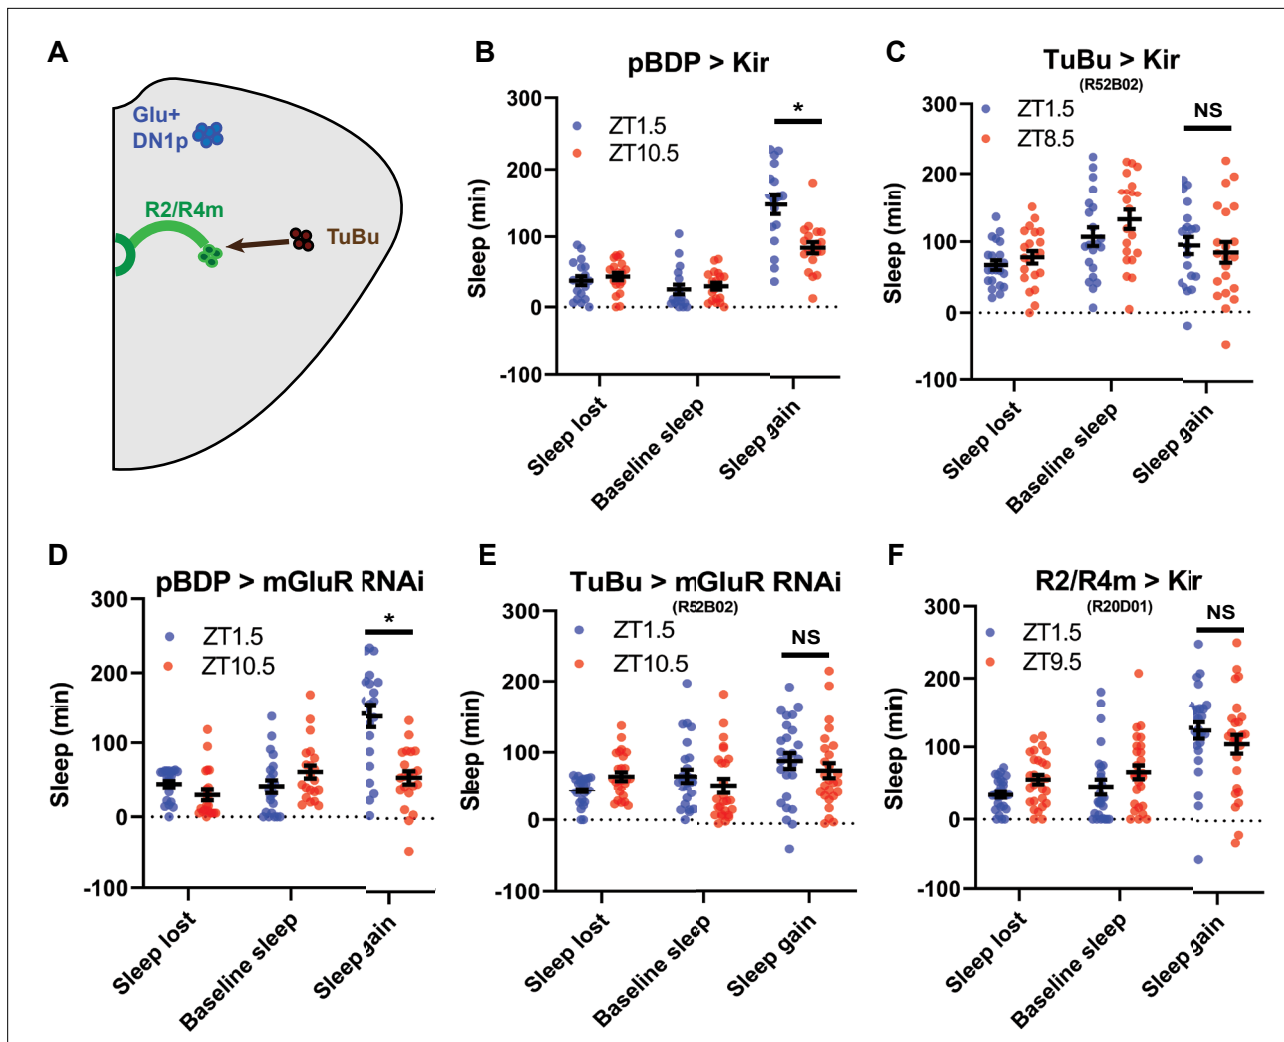 A
Glu+
DN1p
R2/R4m
TuBu
B
pBDP > Kir
300
200
100
0
-100
Sleep (min)
ZT1.5
ZT10.5
*
Sleep lost
Baseline sleep
Sleep gain
C
TuBu > Kir
(R52B02)
300
200
100
0
-100
Sleep (min)
ZT1.5
ZT8.5
NS
Sleep lost
Baseline sleep
Sleep gain
D
pBDP > mGluR RNAi
300
200
100
0
-100
Sleep (min)
ZT1.5
ZT10.5
*
Sleep lost
Baseline sleep
Sleep gain
E
TuBu > mGluR RNAi
(R52B02)
300
200
100
0
-100
Sleep (min)
ZT1.5
ZT10.5
NS
Sleep lost
Baseline sleep
Sleep gain
F
R2/R4m > Kir
(R20D01)
300
200
100
0
-100
Sleep (min)
ZT1.5
ZT9.5
NS
Sleep lost
Baseline sleep
Sleep gain